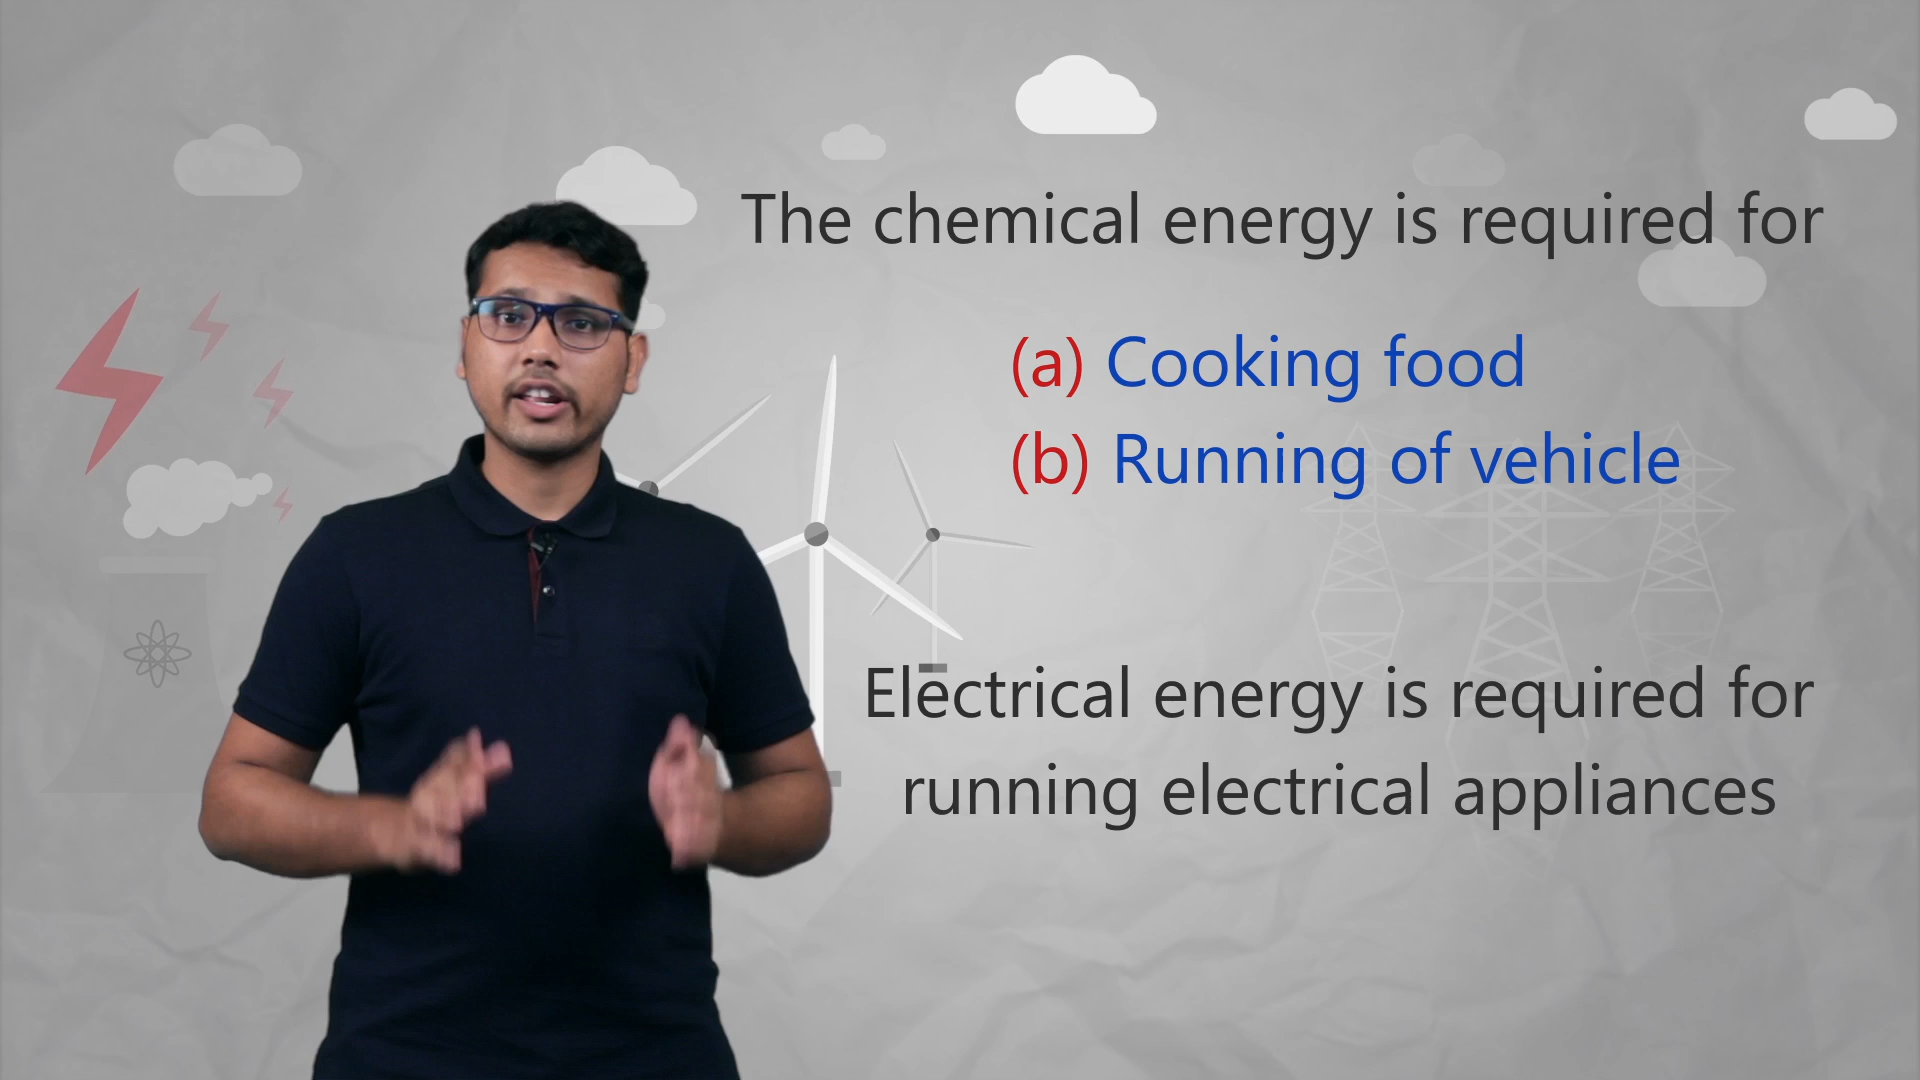 The chemical energy is required for
(a) Cooking food
(b) Running of vehicle
Electrical energy is required for
running electrical appliances